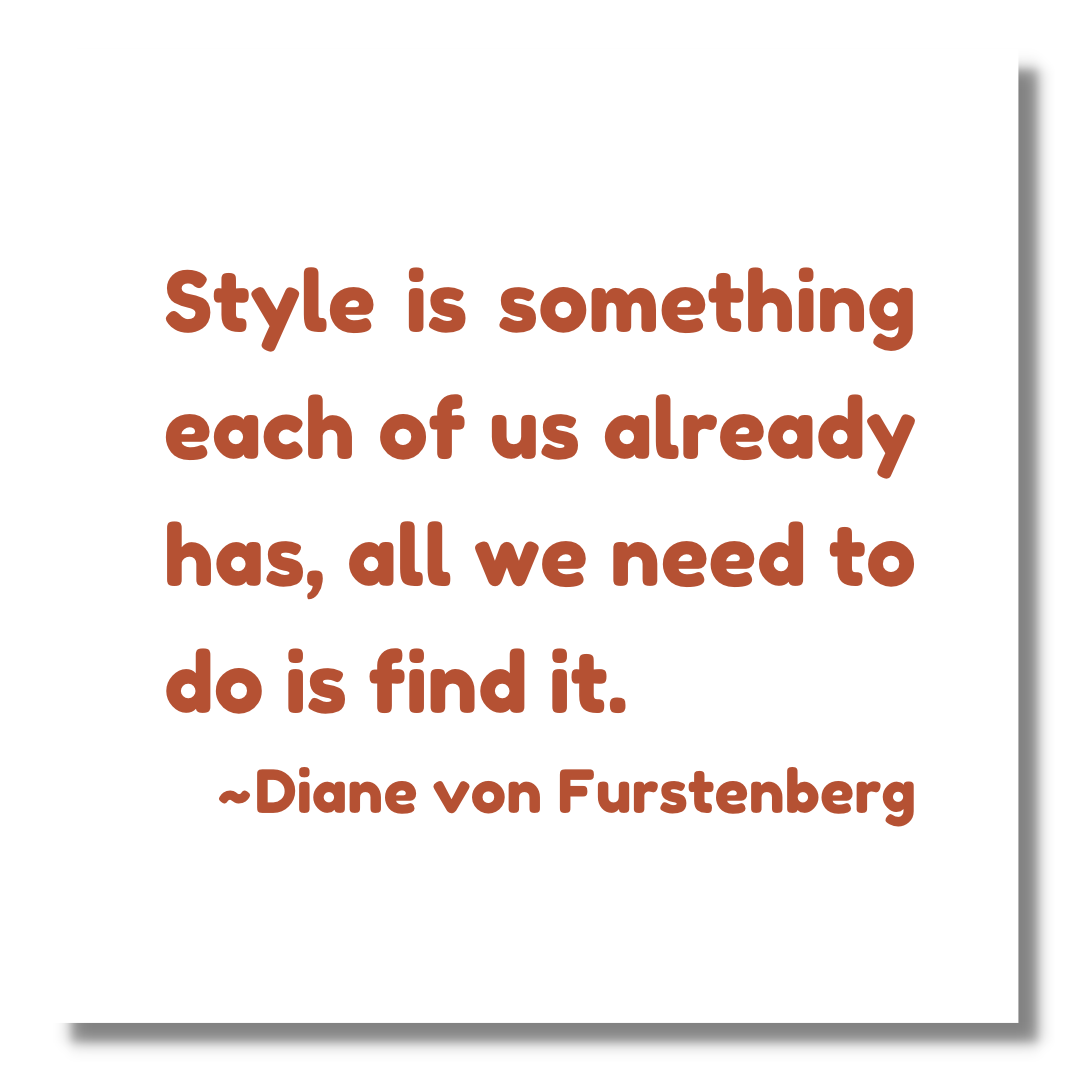 Style is something
each of us already
has, all we need to
do is find it.
~Diane von Furstenberg